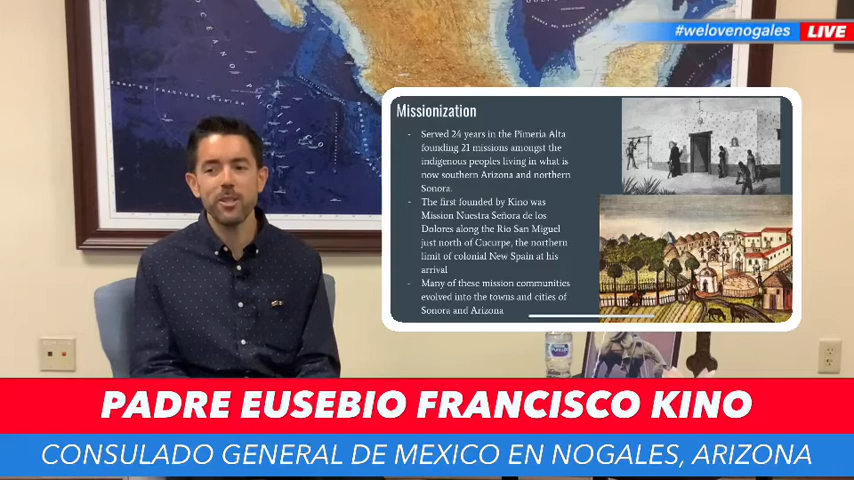 #welovenogales LIVE
Missionization
- Served 24 years in the Pimería Alta
founding 21 missions amongst the
indigenous peoples living in what is
now southern Arizona and northern
Sonora.
- The first founded by Kino was
Mission Nuestra Señora de los
Dolores along the Rio San Miguel
just north of Cucurpe, the northern
limit of colonial New Spain at his
arrival
- Many of these mission communities
evolved into the towns and cities of
Sonora and Arizona
PADRE EUSEBIO FRANCISCO KINO
CONSULADO GENERAL DE MEXICO EN NOGALES, ARIZONA